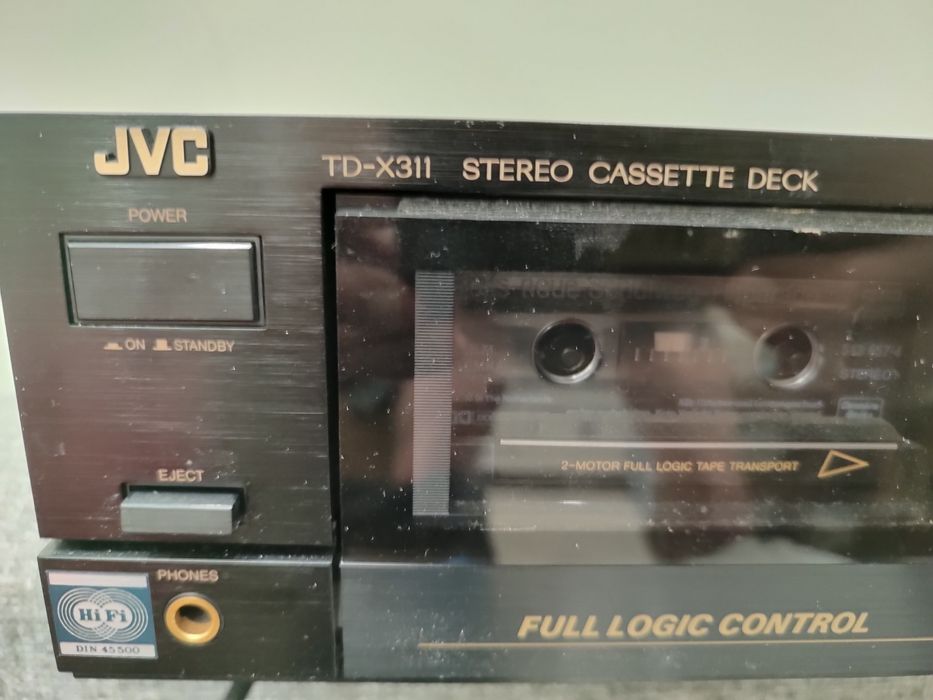 JVC
TD-X311 STEREO CASSETTE DECK
POWER
ON STANDBY
EJECT
STEREO
2-MOTOR FULL LOGIC TAPE TRANSPORT
PHONES
Hi Fi
DIN 45500
FULL LOGIC CONTROL